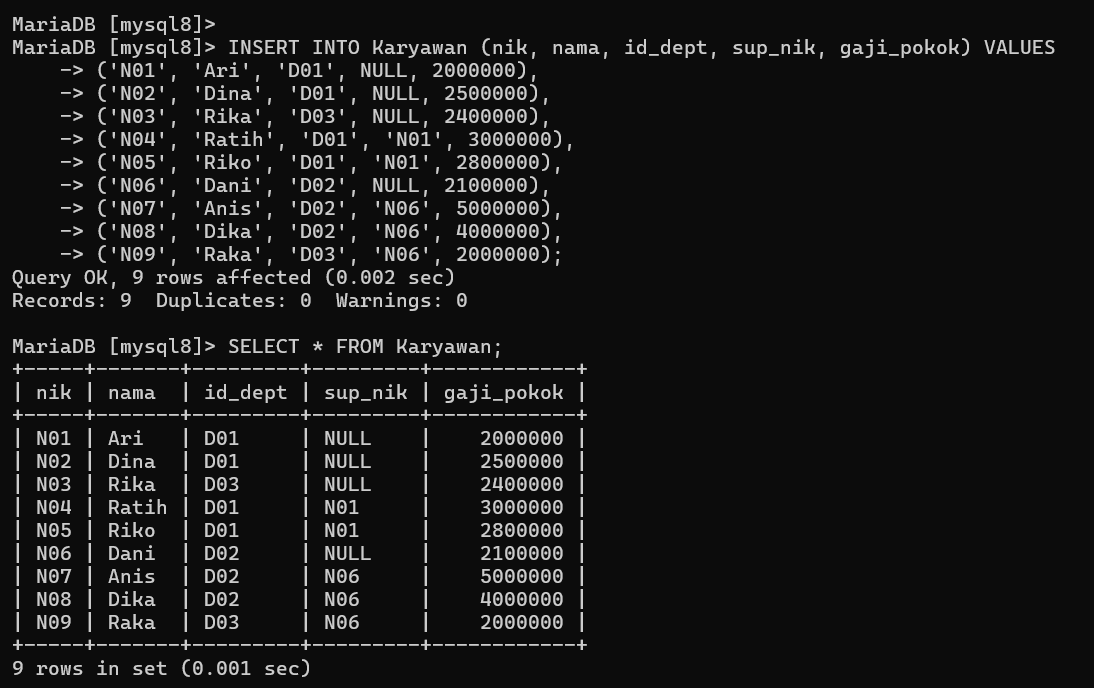 MariaDB [mysql8]>
MariaDB [mysql8]> INSERT INTO Karyawan (nik, nama, id_dept, sup_nik, gaji_pokok) VALUES
    -> ('N01', 'Ari', 'D01', NULL, 2000000),
    -> ('N02', 'Dina', 'D01', NULL, 2500000),
    -> ('N03', 'Rika', 'D03', NULL, 2400000),
    -> ('N04', 'Ratih', 'D01', 'N01', 3000000),
    -> ('N05', 'Riko', 'D01', 'N01', 2800000),
    -> ('N06', 'Dani', 'D02', NULL, 2100000),
    -> ('N07', 'Anis', 'D02', 'N06', 5000000),
    -> ('N08', 'Dika', 'D02', 'N06', 4000000),
    -> ('N09', 'Raka', 'D03', 'N06', 2000000);
Query OK, 9 rows affected (0.002 sec)
Records: 9  Duplicates: 0  Warnings: 0

MariaDB [mysql8]> SELECT * FROM Karyawan;
+-----+-------+---------+---------+------------+
| nik | nama  | id_dept | sup_nik | gaji_pokok |
+-----+-------+---------+---------+------------+
| N01 | Ari   | D01     | NULL    |    2000000 |
| N02 | Dina  | D01     | NULL    |    2500000 |
| N03 | Rika  | D03     | NULL    |    2400000 |
| N04 | Ratih | D01     | N01     |    3000000 |
| N05 | Riko  | D01     | N01     |    2800000 |
| N06 | Dani  | D02     | NULL    |    2100000 |
| N07 | Anis  | D02     | N06     |    5000000 |
| N08 | Dika  | D02     | N06     |    4000000 |
| N09 | Raka  | D03     | N06     |    2000000 |
+-----+-------+---------+---------+------------+
9 rows in set (0.001 sec)